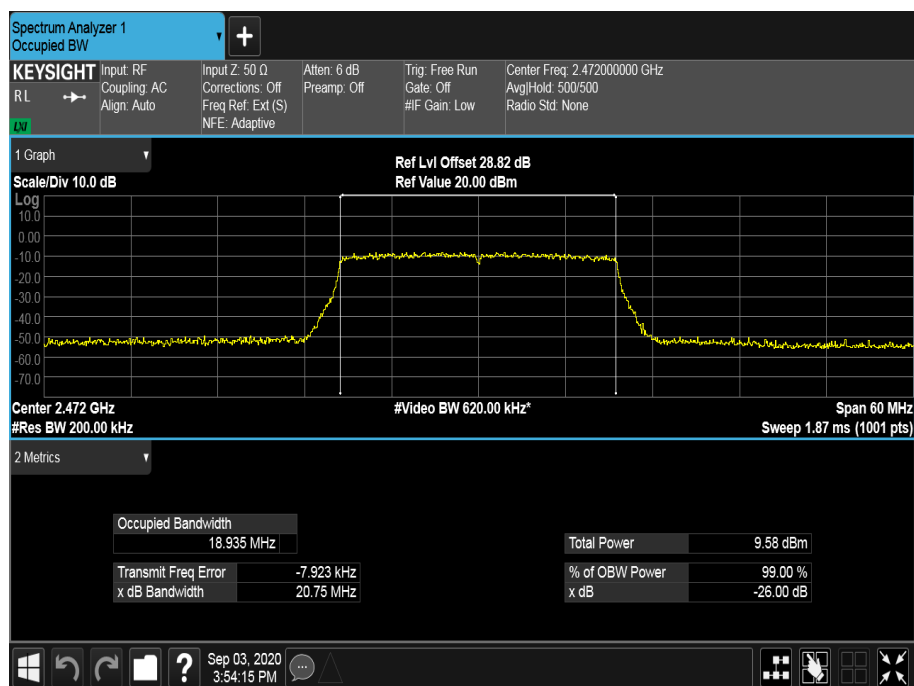 Spectrum Analyzer 1
Occupied BW
+
KEYSIGHT
R L
LXI
Input: RF
Coupling: AC
Align: Auto
Input Z: 50 Ω
Corrections: Off
Freq Ref: Ext (S)
NFE: Adaptive
Atten: 6 dB
Preamp: Off
Trig: Free Run
Gate: Off
#IF Gain: Low
Center Freq: 2.472000000 GHz
Avg|Hold: 500/500
Radio Std: None
1 Graph
Scale/Div 10.0 dB
Ref Lvl Offset 28.82 dB
Ref Value 20.00 dBm
Log
10.0
0.00
-10.0
-20.0
-30.0
-40.0
-50.0
-60.0
-70.0
Center 2.472 GHz
#Video BW 620.00 kHz*
Span 60 MHz
#Res BW 200.00 kHz
Sweep 1.87 ms (1001 pts)
2 Metrics
Occupied Bandwidth
18.935 MHz
Total Power 9.58 dBm
Transmit Freq Error -7.923 kHz
% of OBW Power 99.00 %
x dB Bandwidth 20.75 MHz
x dB -26.00 dB
?
Sep 03, 2020
3:54:15 PM